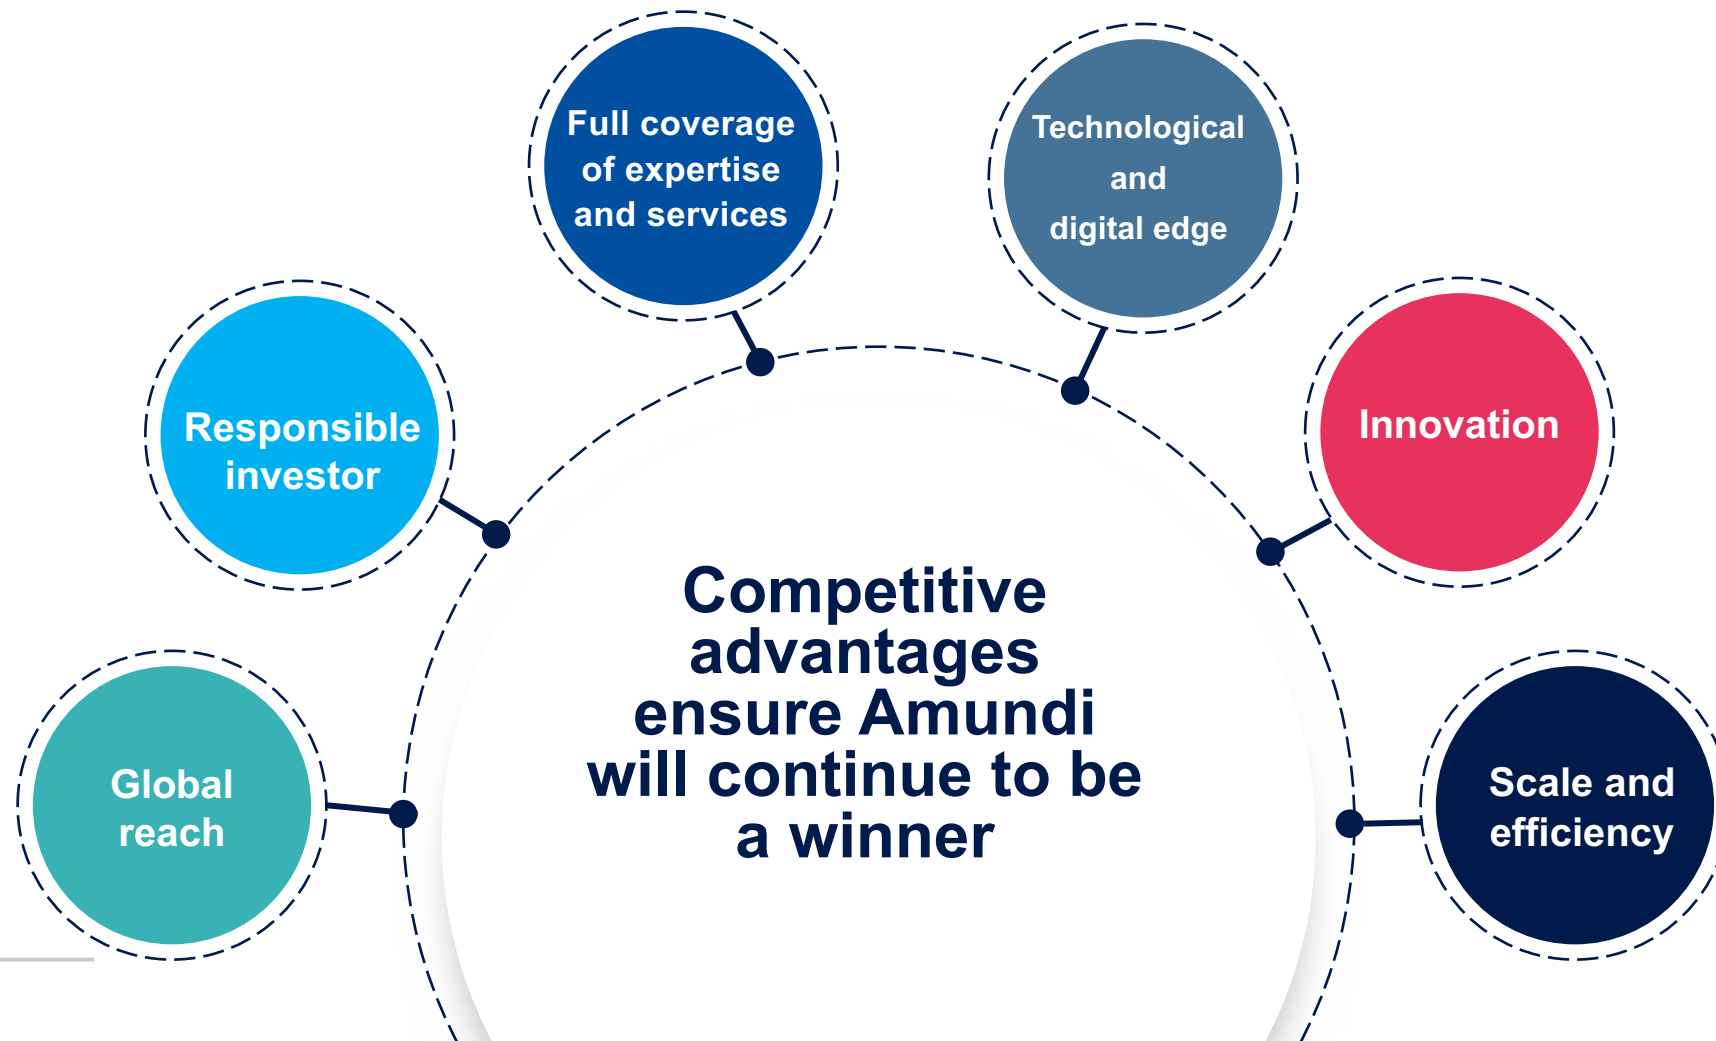 Full coverage
of expertise
and services
Technological
and
digital edge
Responsible
investor
Innovation
Competitive
advantages
ensure Amundi
will continue to be
a winner
Global
reach
Scale and
efficiency